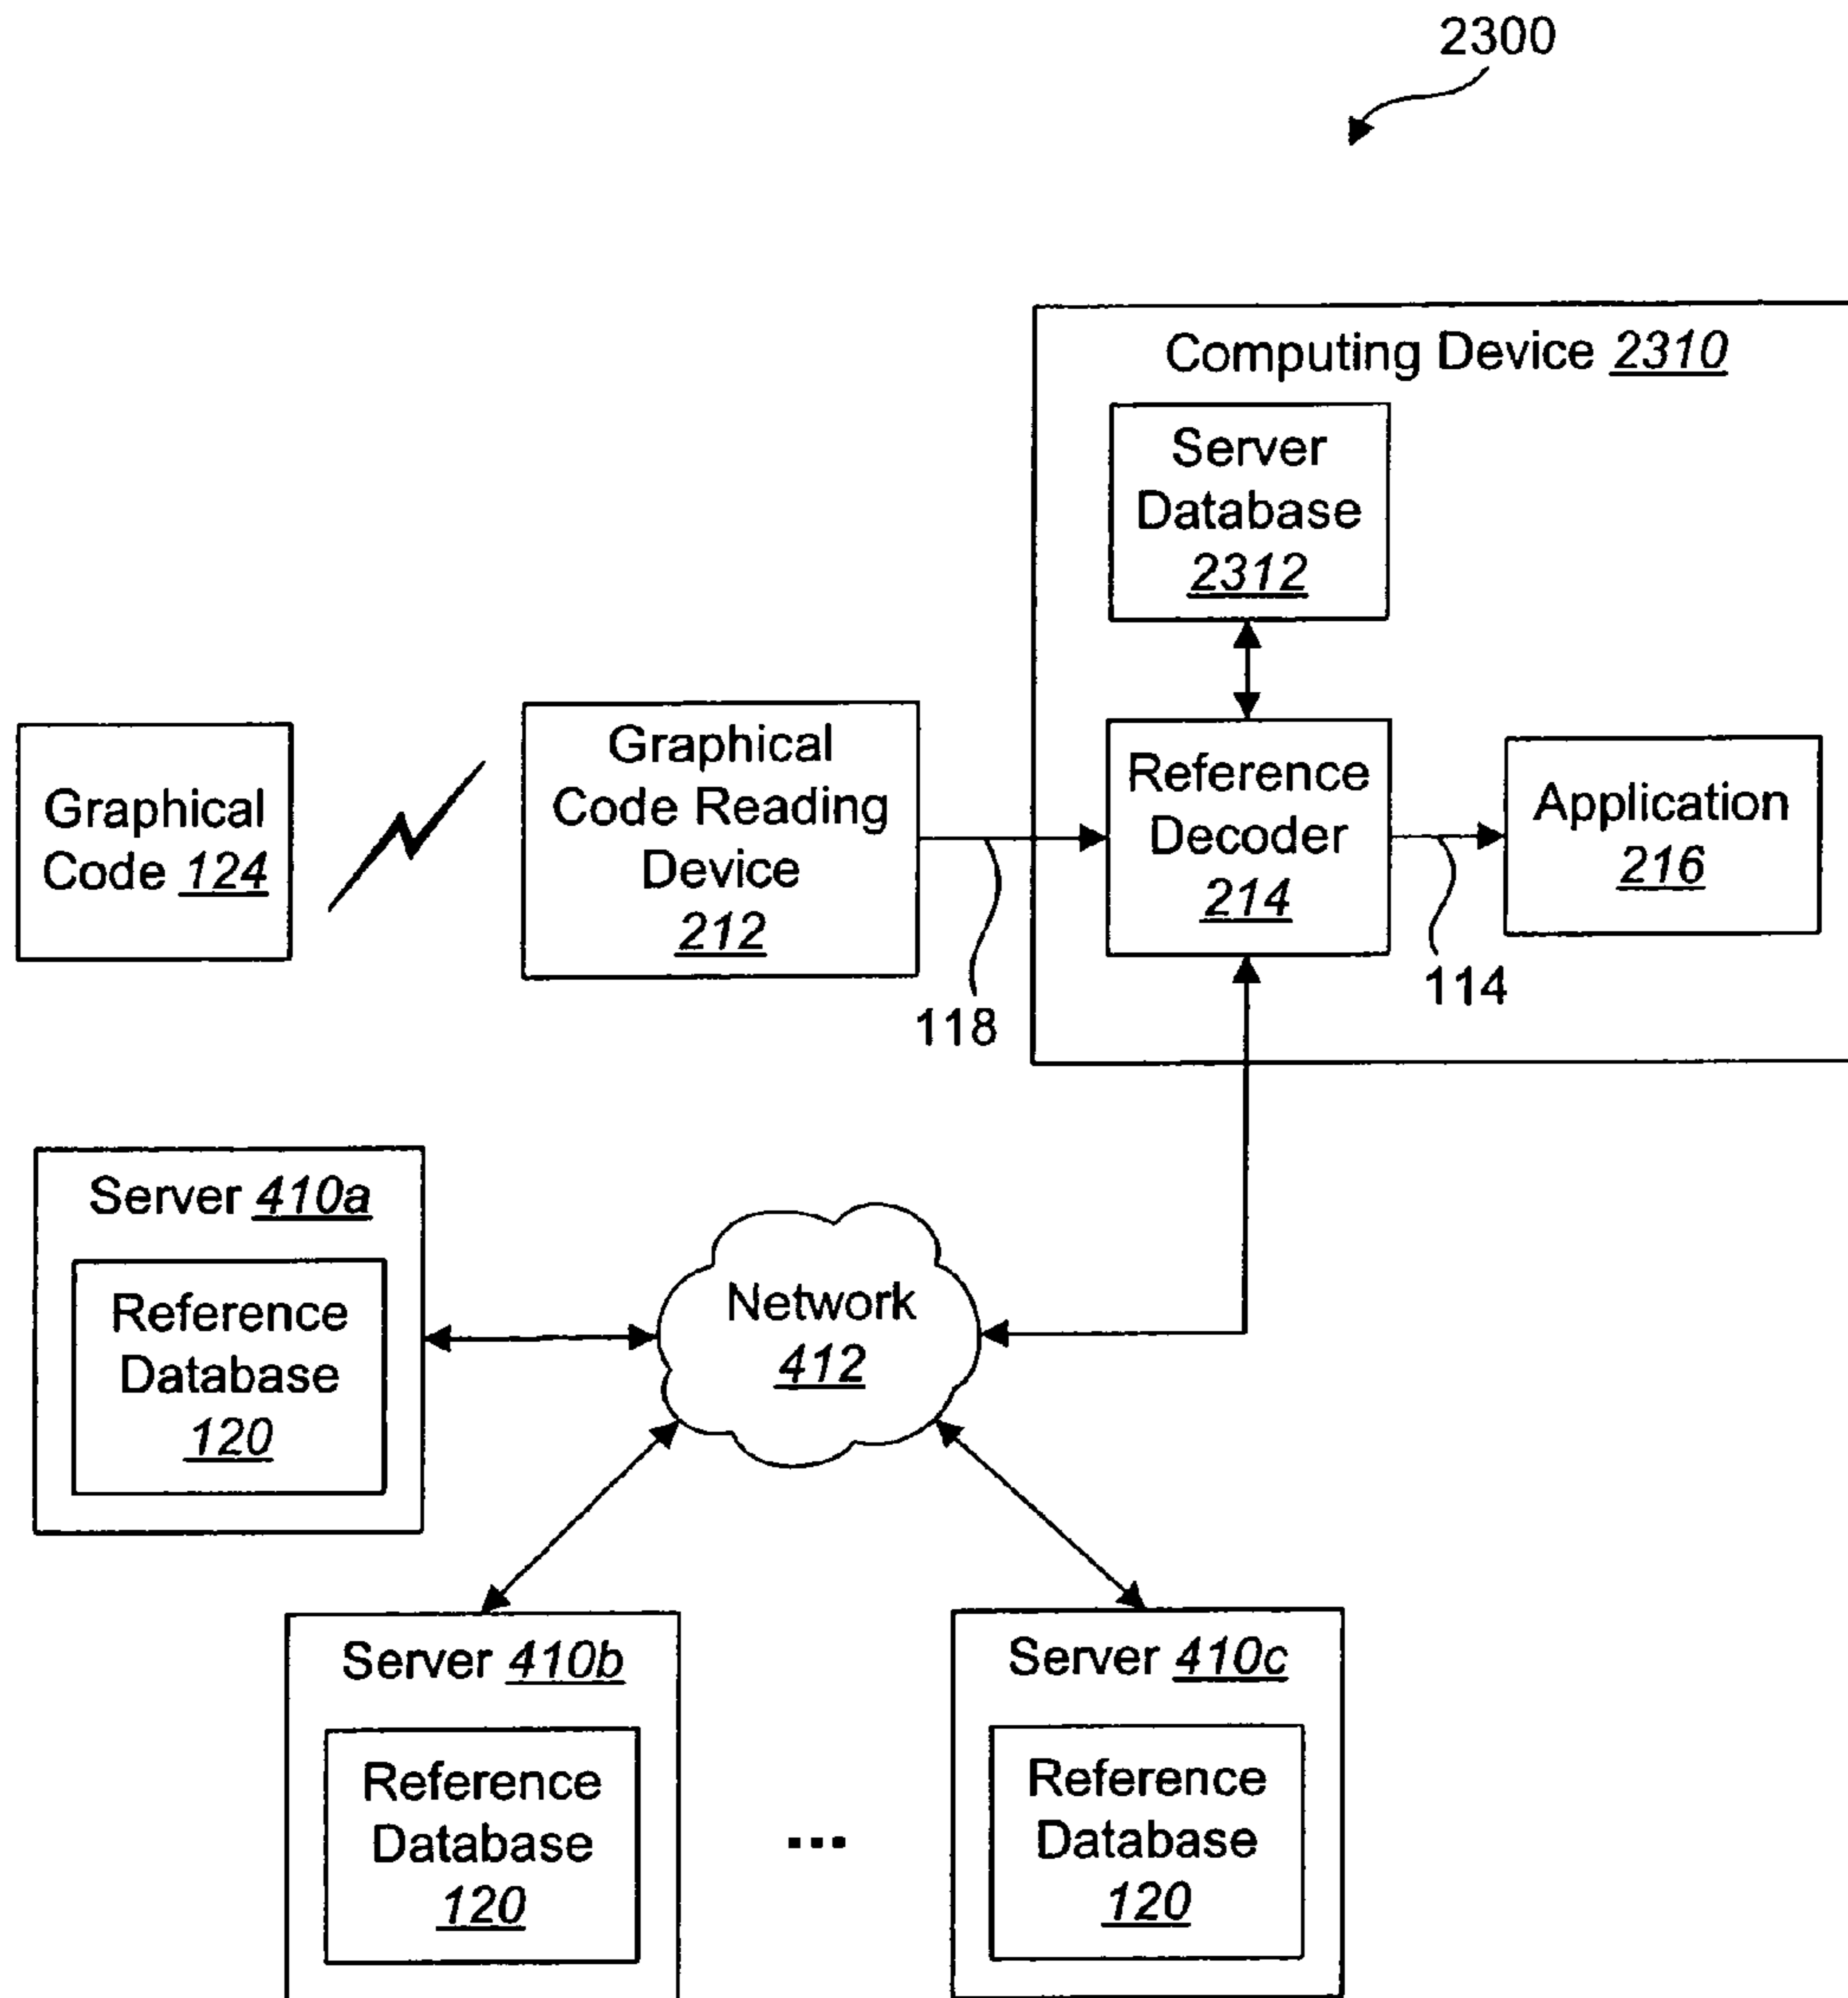 2300
Computing Device 2310
Server
Database
2312
Graphical
Code 124
Graphical
Code Reading
Device
212
118
Reference
Decoder
214
114
Application
216
Server 410a
Reference
Database
120
Network
412
Server 410b
Reference
Database
120
...
Server 410c
Reference
Database
120